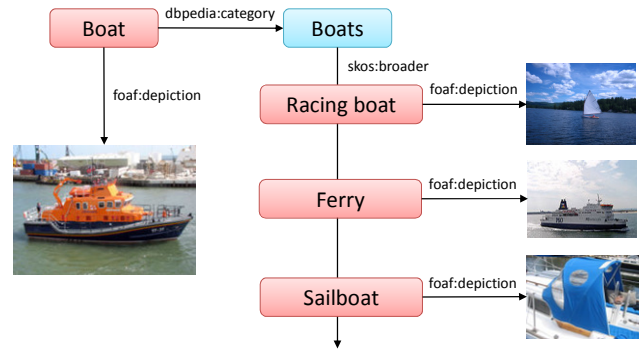 Boat
dbpedia:category
Boats
foaf:depiction
skos:broader
Racing boat
foaf:depiction
Ferry
foaf:depiction
Sailboat
foaf:depiction